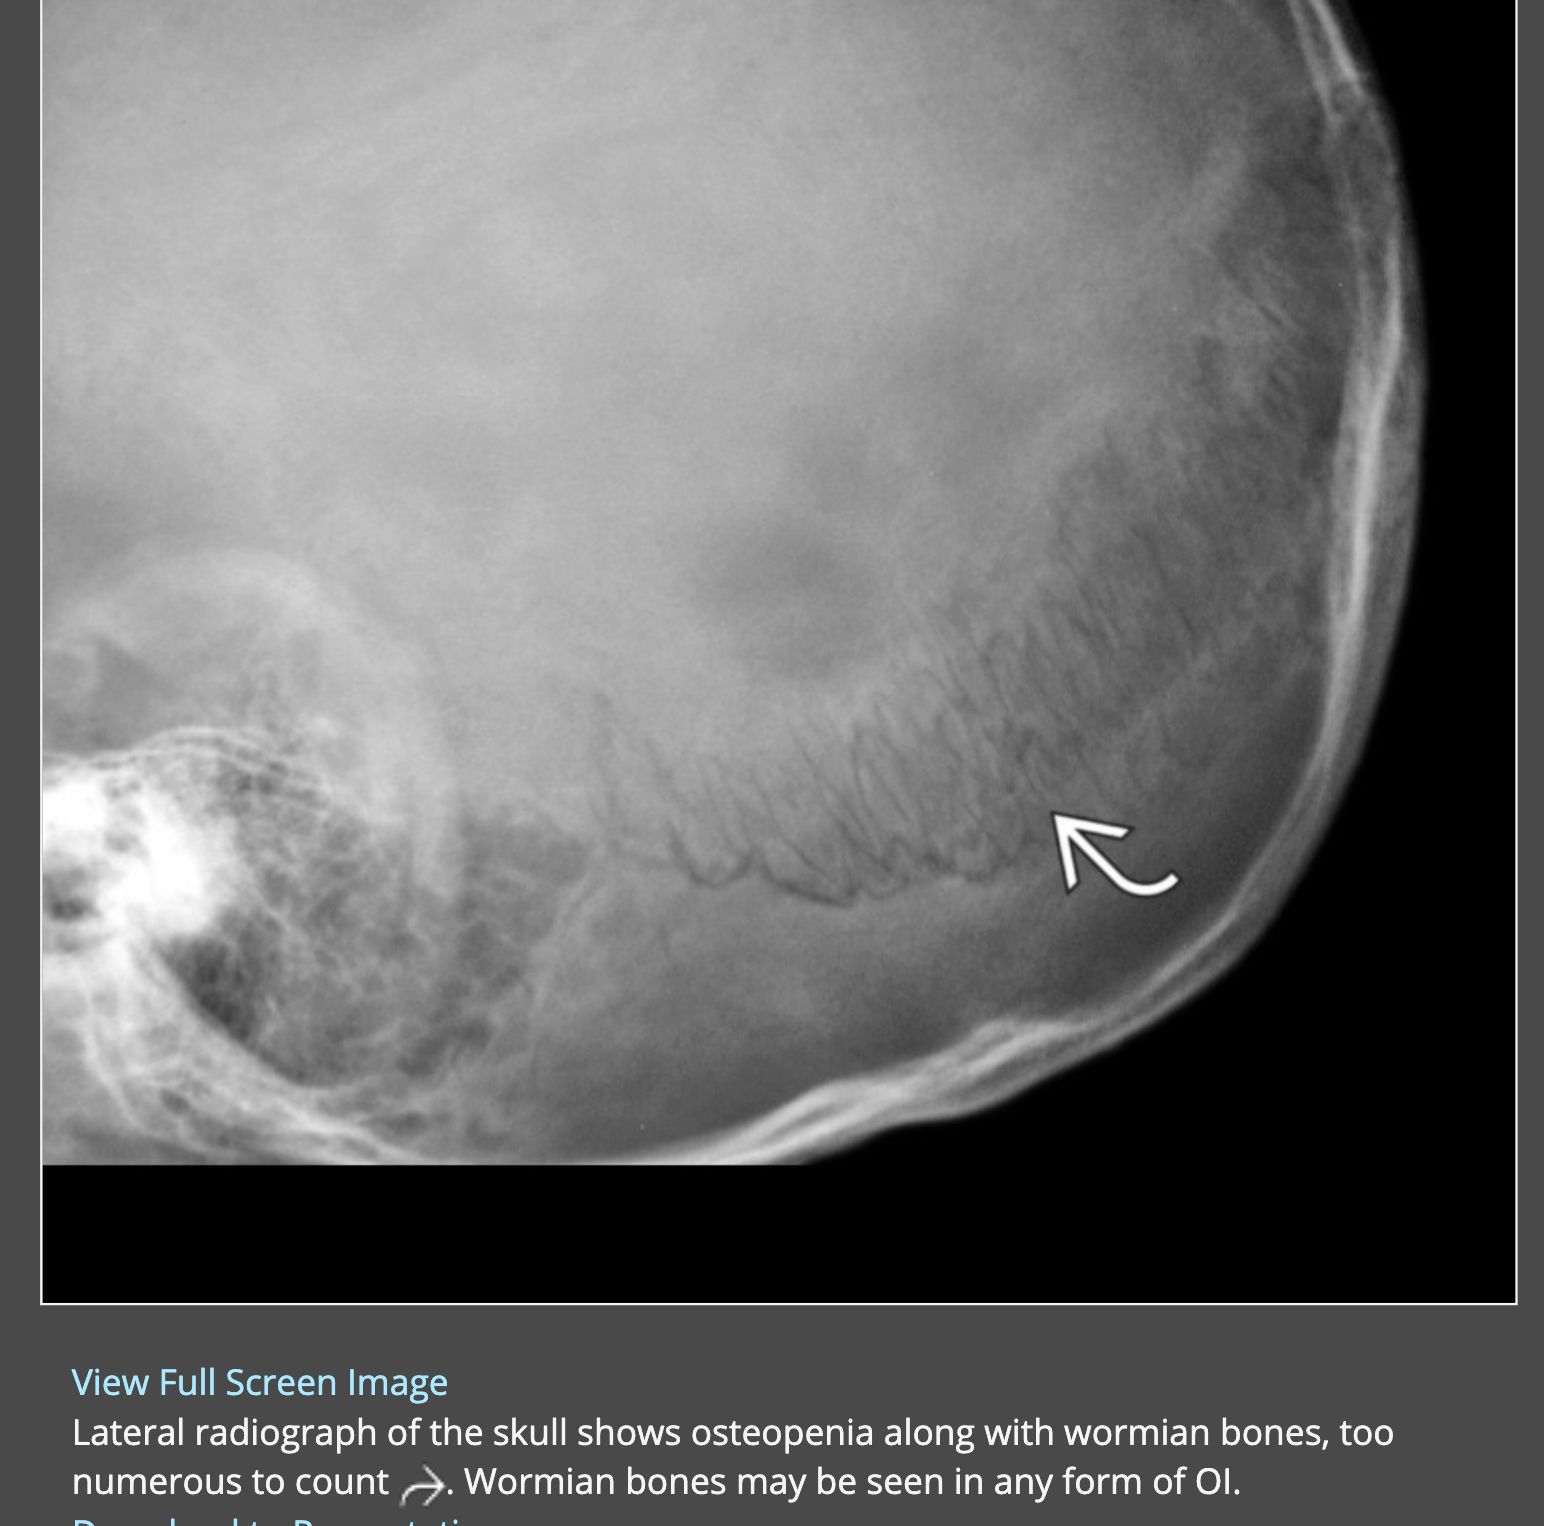 View Full Screen Image
Lateral radiograph of the skull shows osteopenia along with wormian bones, too
numerous to count . Wormian bones may be seen in any form of OI.